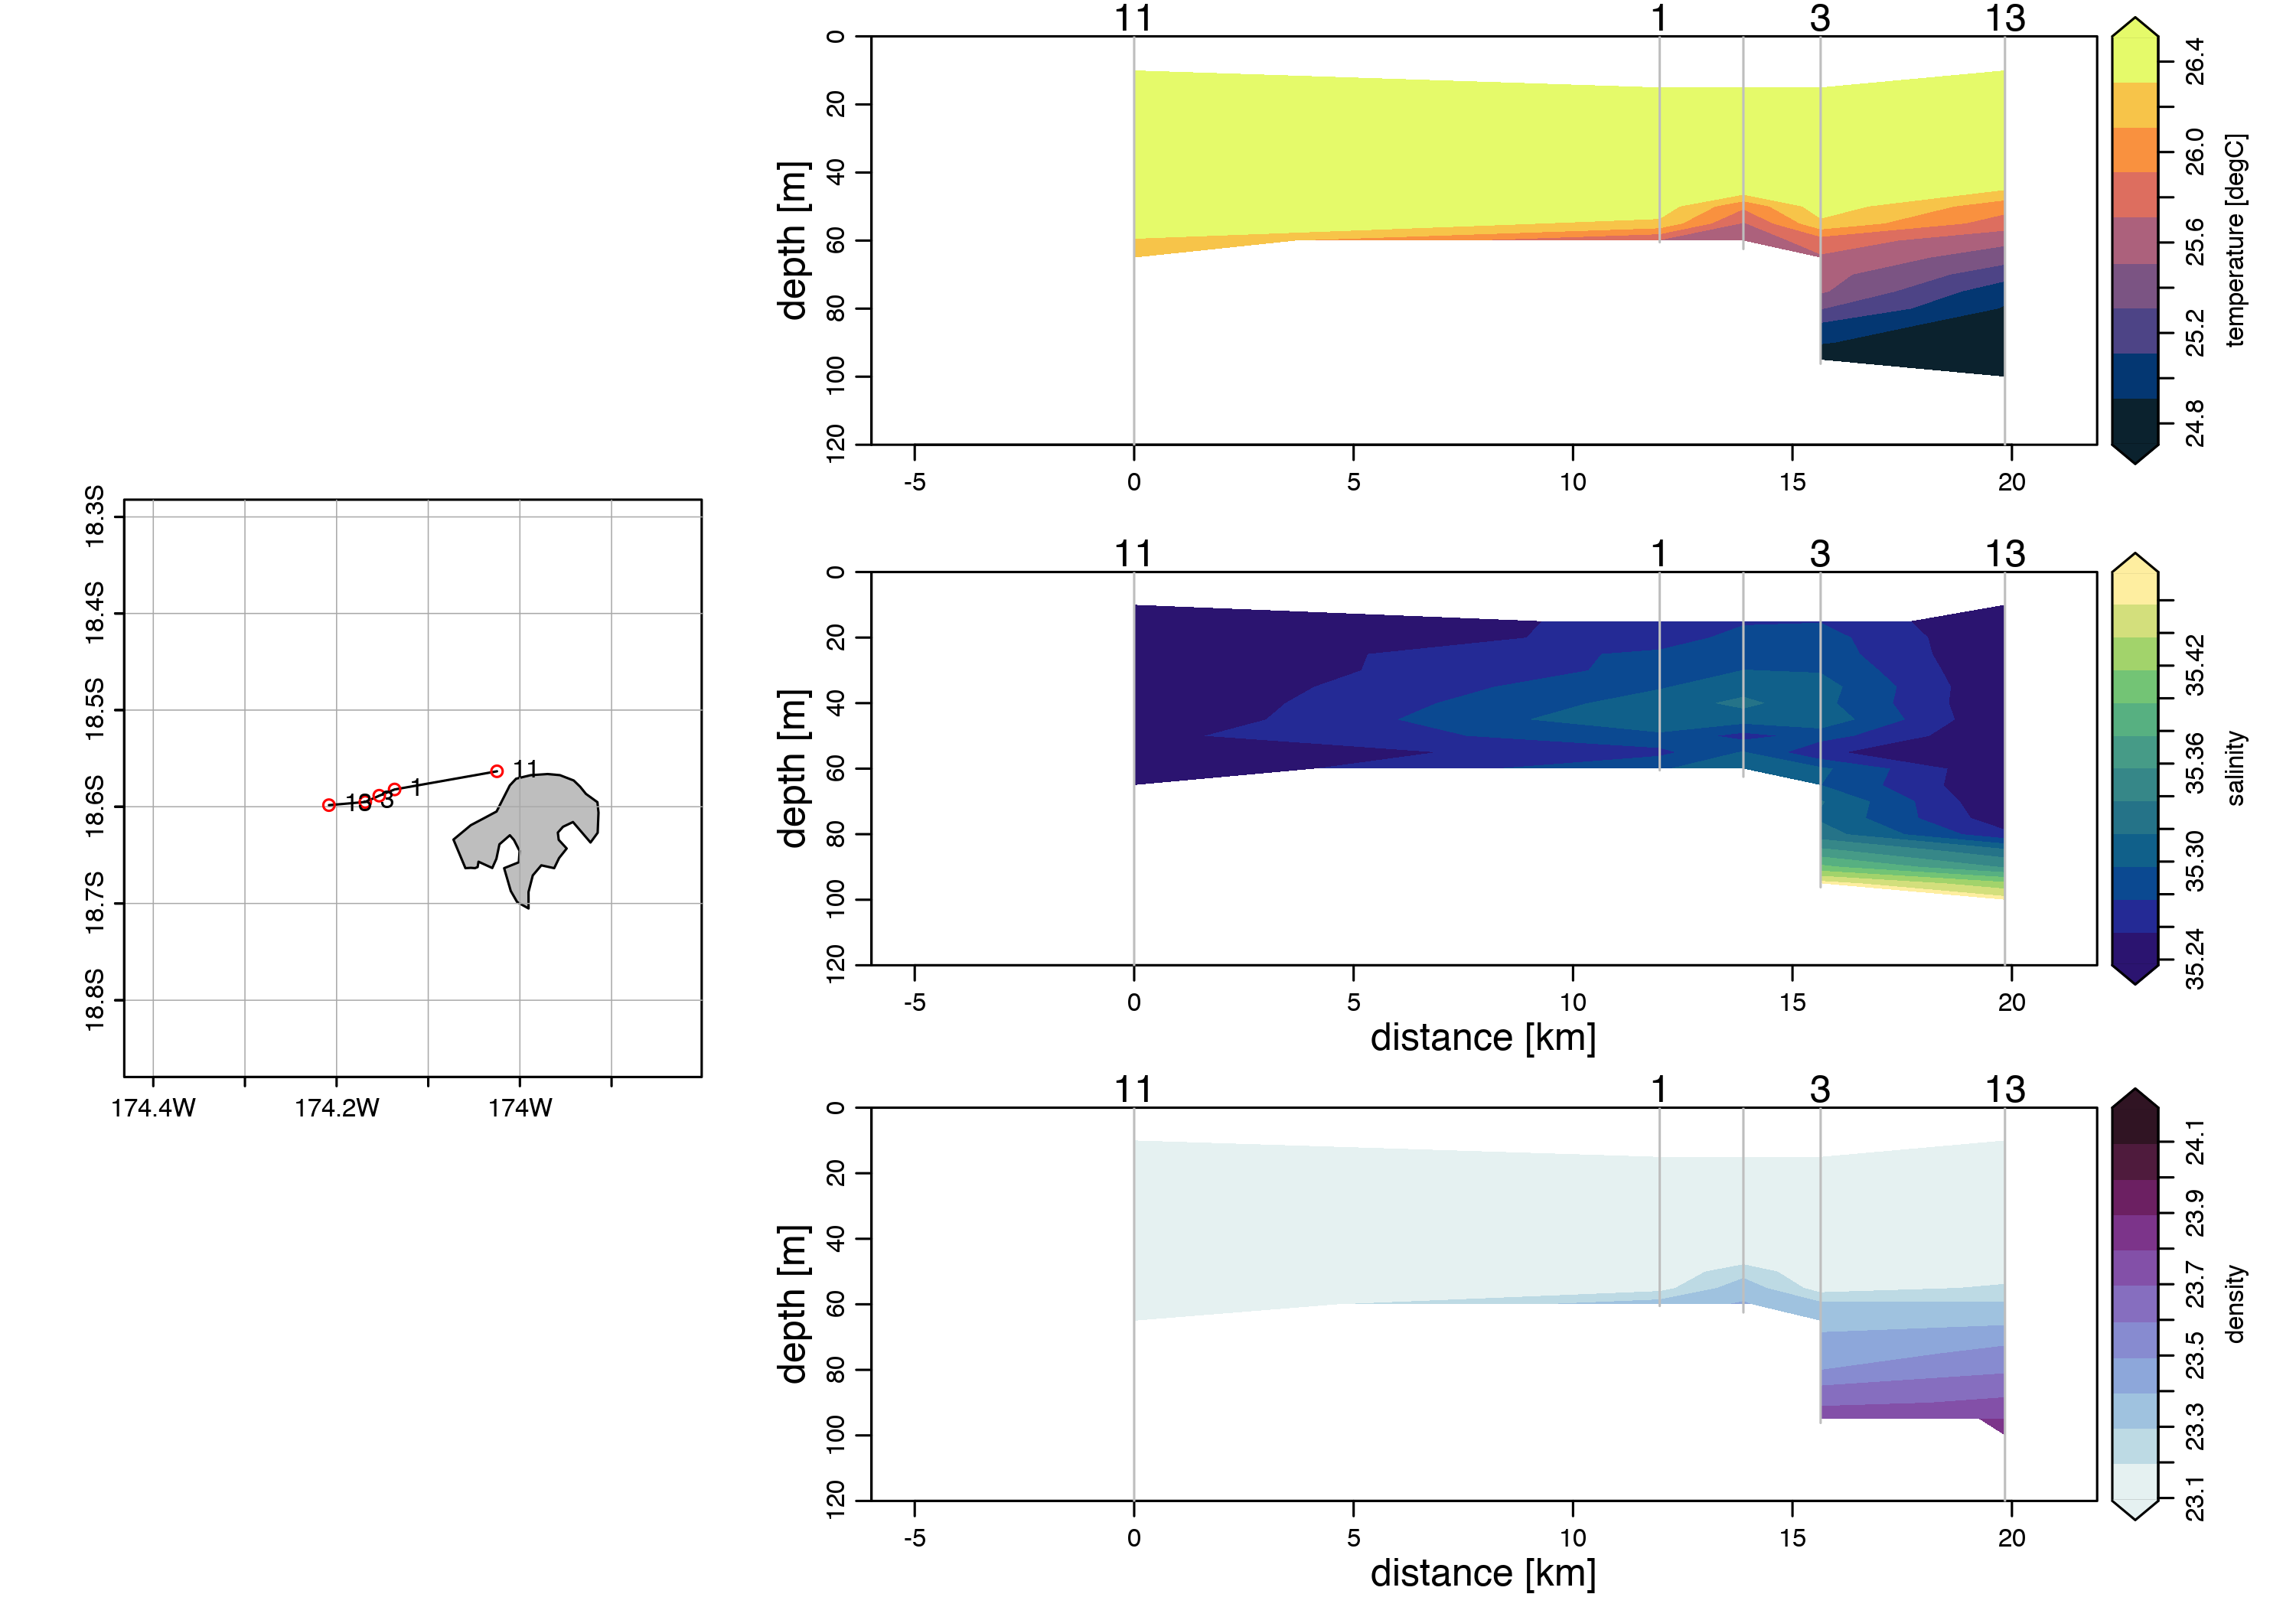 11 1 3 13
0
20
40
60
80
100
120
depth [m]
-5 0 5 10 15 20
26.4
26.0
25.6
25.2
24.8
temperature [degC]
18.3S
18.4S
18.5S
18.6S
18.7S
18.8S
174.4W 174.2W 174W
11
1
3
13
11 1 3 13
0
20
40
60
80
100
120
depth [m]
-5 0 5 10 15 20
distance [km]
35.42
35.36
35.30
35.24
salinity
11 1 3 13
0
20
40
60
80
100
120
depth [m]
-5 0 5 10 15 20
distance [km]
24.1
23.9
23.7
23.5
23.3
23.1
density